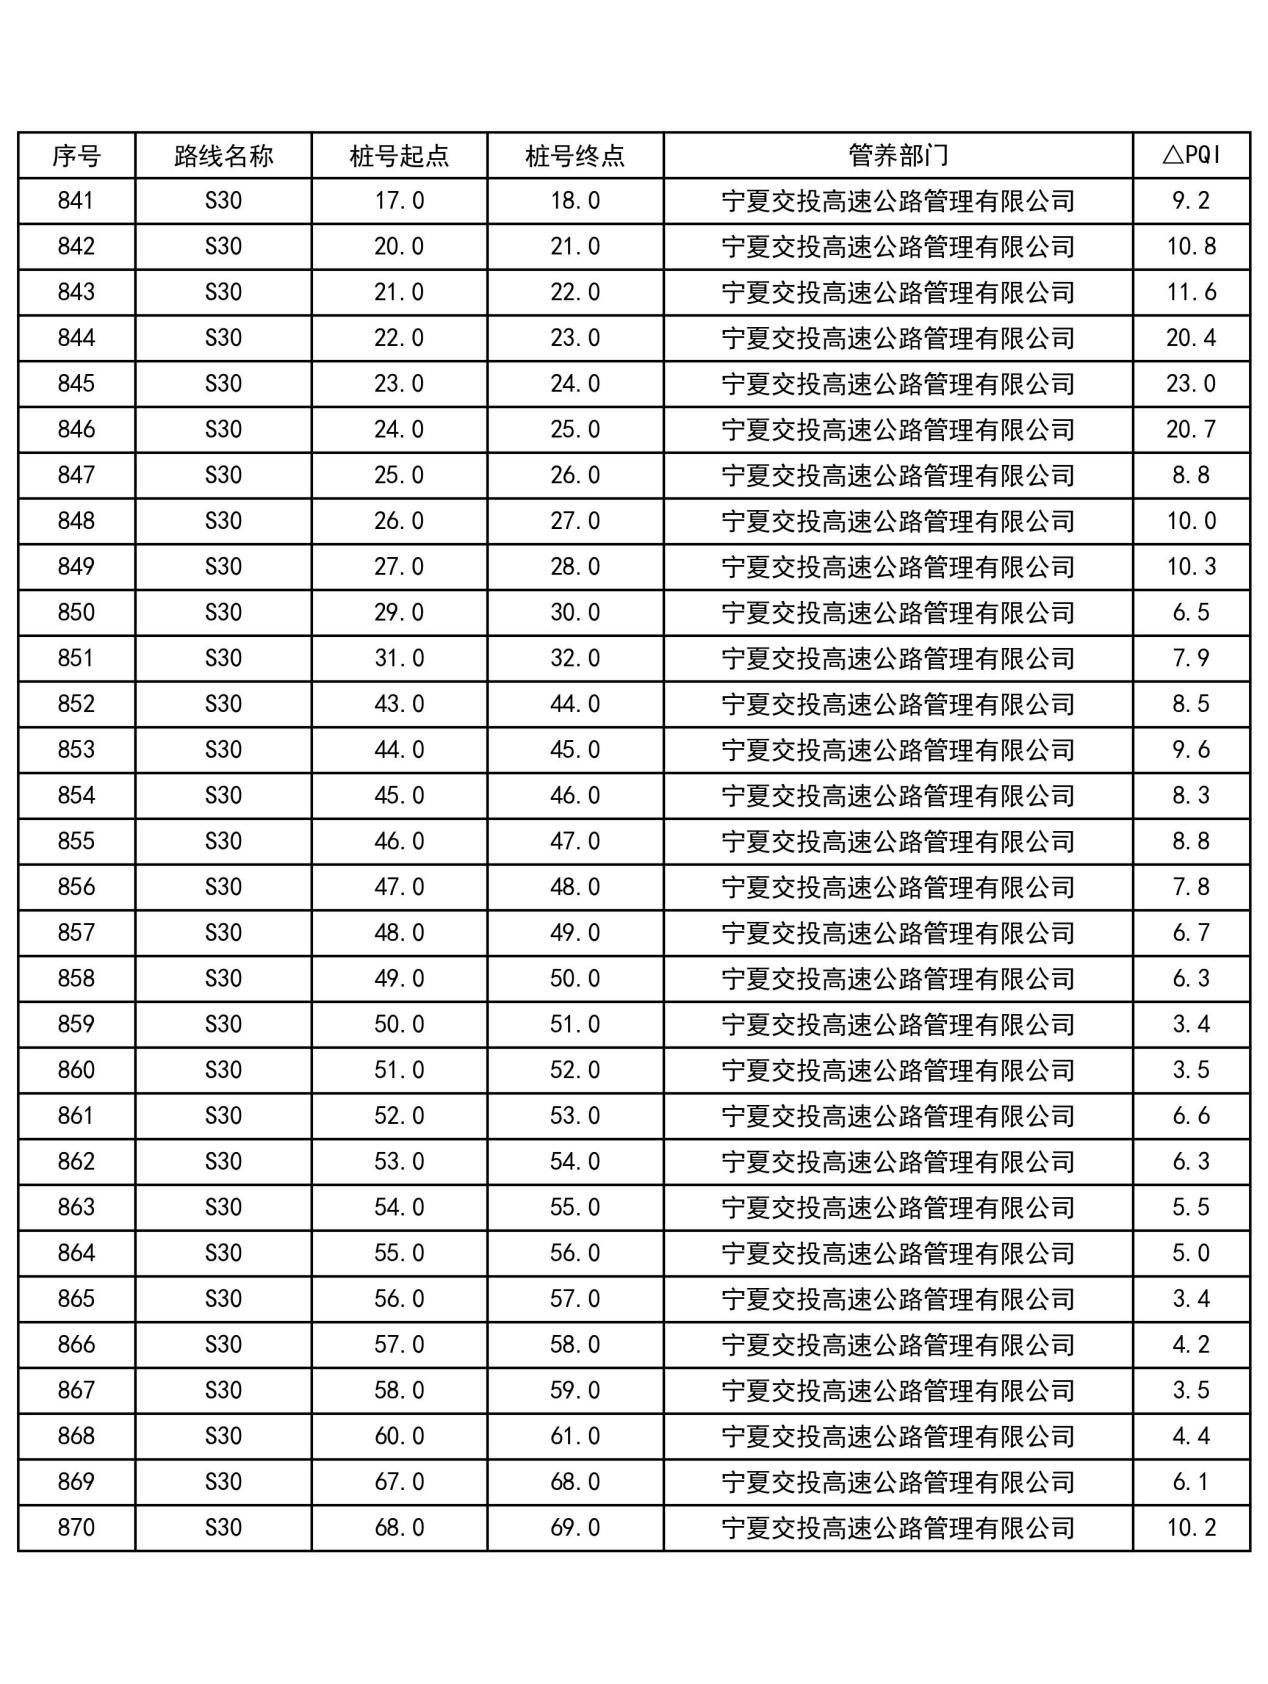 序号 路线名称 桩号起点 桩号终点 管养部门 △PQI
841 S30 17.0 18.0 宁夏交投高速公路管理有限公司 9.2
842 S30 20.0 21.0 宁夏交投高速公路管理有限公司 10.8
843 S30 21.0 22.0 宁夏交投高速公路管理有限公司 11.6
844 S30 22.0 23.0 宁夏交投高速公路管理有限公司 20.4
845 S30 23.0 24.0 宁夏交投高速公路管理有限公司 23.0
846 S30 24.0 25.0 宁夏交投高速公路管理有限公司 20.7
847 S30 25.0 26.0 宁夏交投高速公路管理有限公司 8.8
848 S30 26.0 27.0 宁夏交投高速公路管理有限公司 10.0
849 S30 27.0 28.0 宁夏交投高速公路管理有限公司 10.3
850 S30 29.0 30.0 宁夏交投高速公路管理有限公司 6.5
851 S30 31.0 32.0 宁夏交投高速公路管理有限公司 7.9
852 S30 43.0 44.0 宁夏交投高速公路管理有限公司 8.5
853 S30 44.0 45.0 宁夏交投高速公路管理有限公司 9.6
854 S30 45.0 46.0 宁夏交投高速公路管理有限公司 8.3
855 S30 46.0 47.0 宁夏交投高速公路管理有限公司 8.8
856 S30 47.0 48.0 宁夏交投高速公路管理有限公司 7.8
857 S30 48.0 49.0 宁夏交投高速公路管理有限公司 6.7
858 S30 49.0 50.0 宁夏交投高速公路管理有限公司 6.3
859 S30 50.0 51.0 宁夏交投高速公路管理有限公司 3.4
860 S30 51.0 52.0 宁夏交投高速公路管理有限公司 3.5
861 S30 52.0 53.0 宁夏交投高速公路管理有限公司 6.6
862 S30 53.0 54.0 宁夏交投高速公路管理有限公司 6.3
863 S30 54.0 55.0 宁夏交投高速公路管理有限公司 5.5
864 S30 55.0 56.0 宁夏交投高速公路管理有限公司 5.0
865 S30 56.0 57.0 宁夏交投高速公路管理有限公司 3.4
866 S30 57.0 58.0 宁夏交投高速公路管理有限公司 4.2
867 S30 58.0 59.0 宁夏交投高速公路管理有限公司 3.5
868 S30 60.0 61.0 宁夏交投高速公路管理有限公司 4.4
869 S30 67.0 68.0 宁夏交投高速公路管理有限公司 6.1
870 S30 68.0 69.0 宁夏交投高速公路管理有限公司 10.2